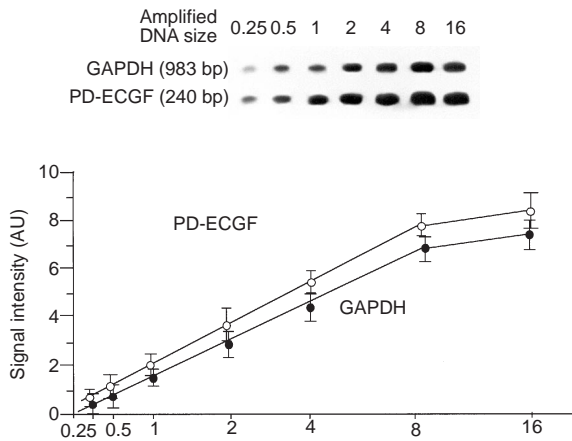 Amplified
DNA size
0.25 0.5 1 2 4 8 16
GAPDH (983 bp)
PD-ECGF (240 bp)
Signal intensity (AU)
10
8
6
4
2
0
PD-ECGF
GAPDH
0.25 0.5 1 2 4 8 16